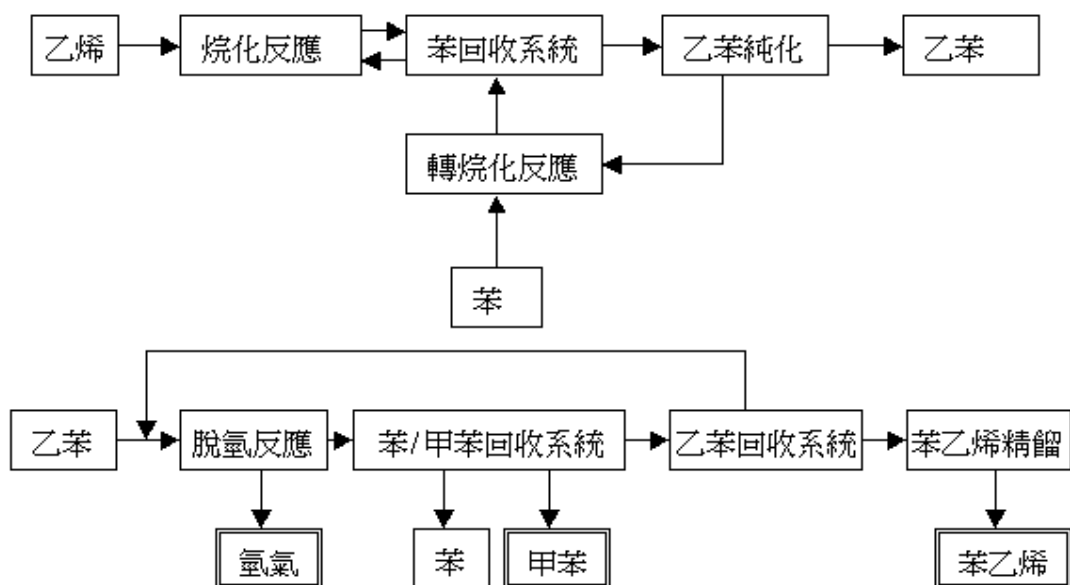 乙烯
烷化反應
苯回收系統
乙苯純化
乙苯
轉烷化反應
苯
乙苯
脫氫反應
苯/甲苯回收系統
乙苯回收系統
苯乙烯精餾
氫氣
苯
甲苯
苯乙烯